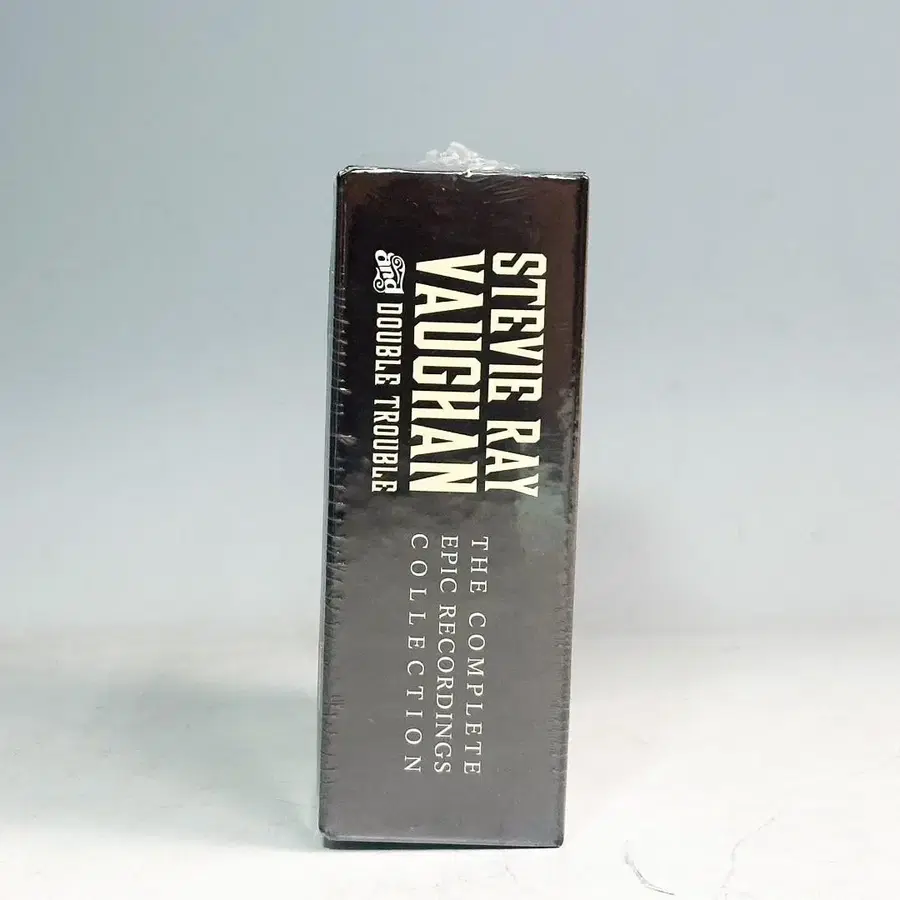 STEVIE RAY
VAUGHAN
and DOUBLE TROUBLE
THE COMPLETE
EPIC RECORDINGS
COLLECTION